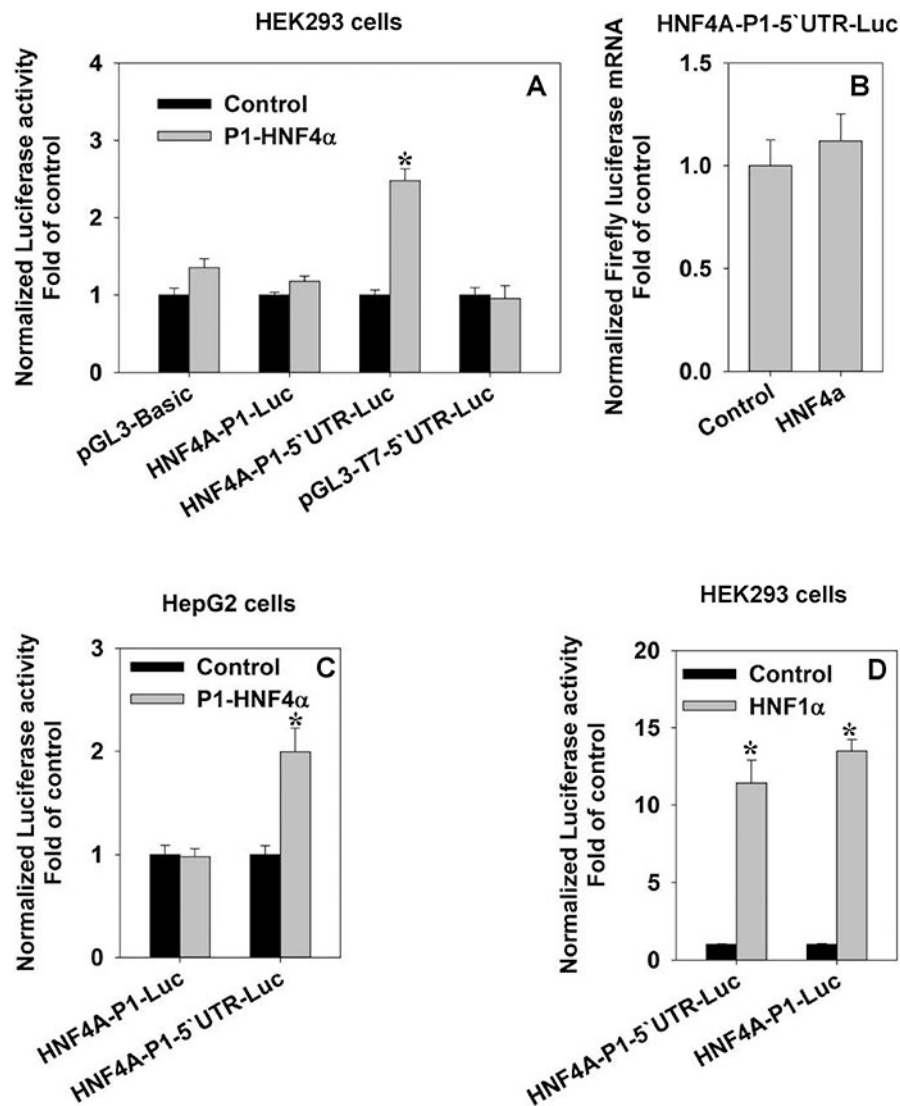 HEK293 cells
A
Control
P1-HNF4α
*
Normalized Luciferase activity
Fold of control
4
3
2
1
0
pGL3-Basic
HNF4A-P1-Luc
HNF4A-P1-5`UTR-Luc
pGL3-T7-5`UTR-Luc
HNF4A-P1-5`UTR-Luc
B
Normalized Firefly luciferase mRNA
Fold of control
1.5
1.0
0.5
0.0
Control
HNF4a
HepG2 cells
C
Control
P1-HNF4α
*
Normalized Luciferase activity
Fold of control
3
2
1
0
HNF4A-P1-Luc
HNF4A-P1-5`UTR-Luc
HEK293 cells
D
Control
HNF1α
*
*
Normalized Luciferase activity
Fold of control
20
15
10
5
0
HNF4A-P1-5`UTR-Luc
HNF4A-P1-Luc